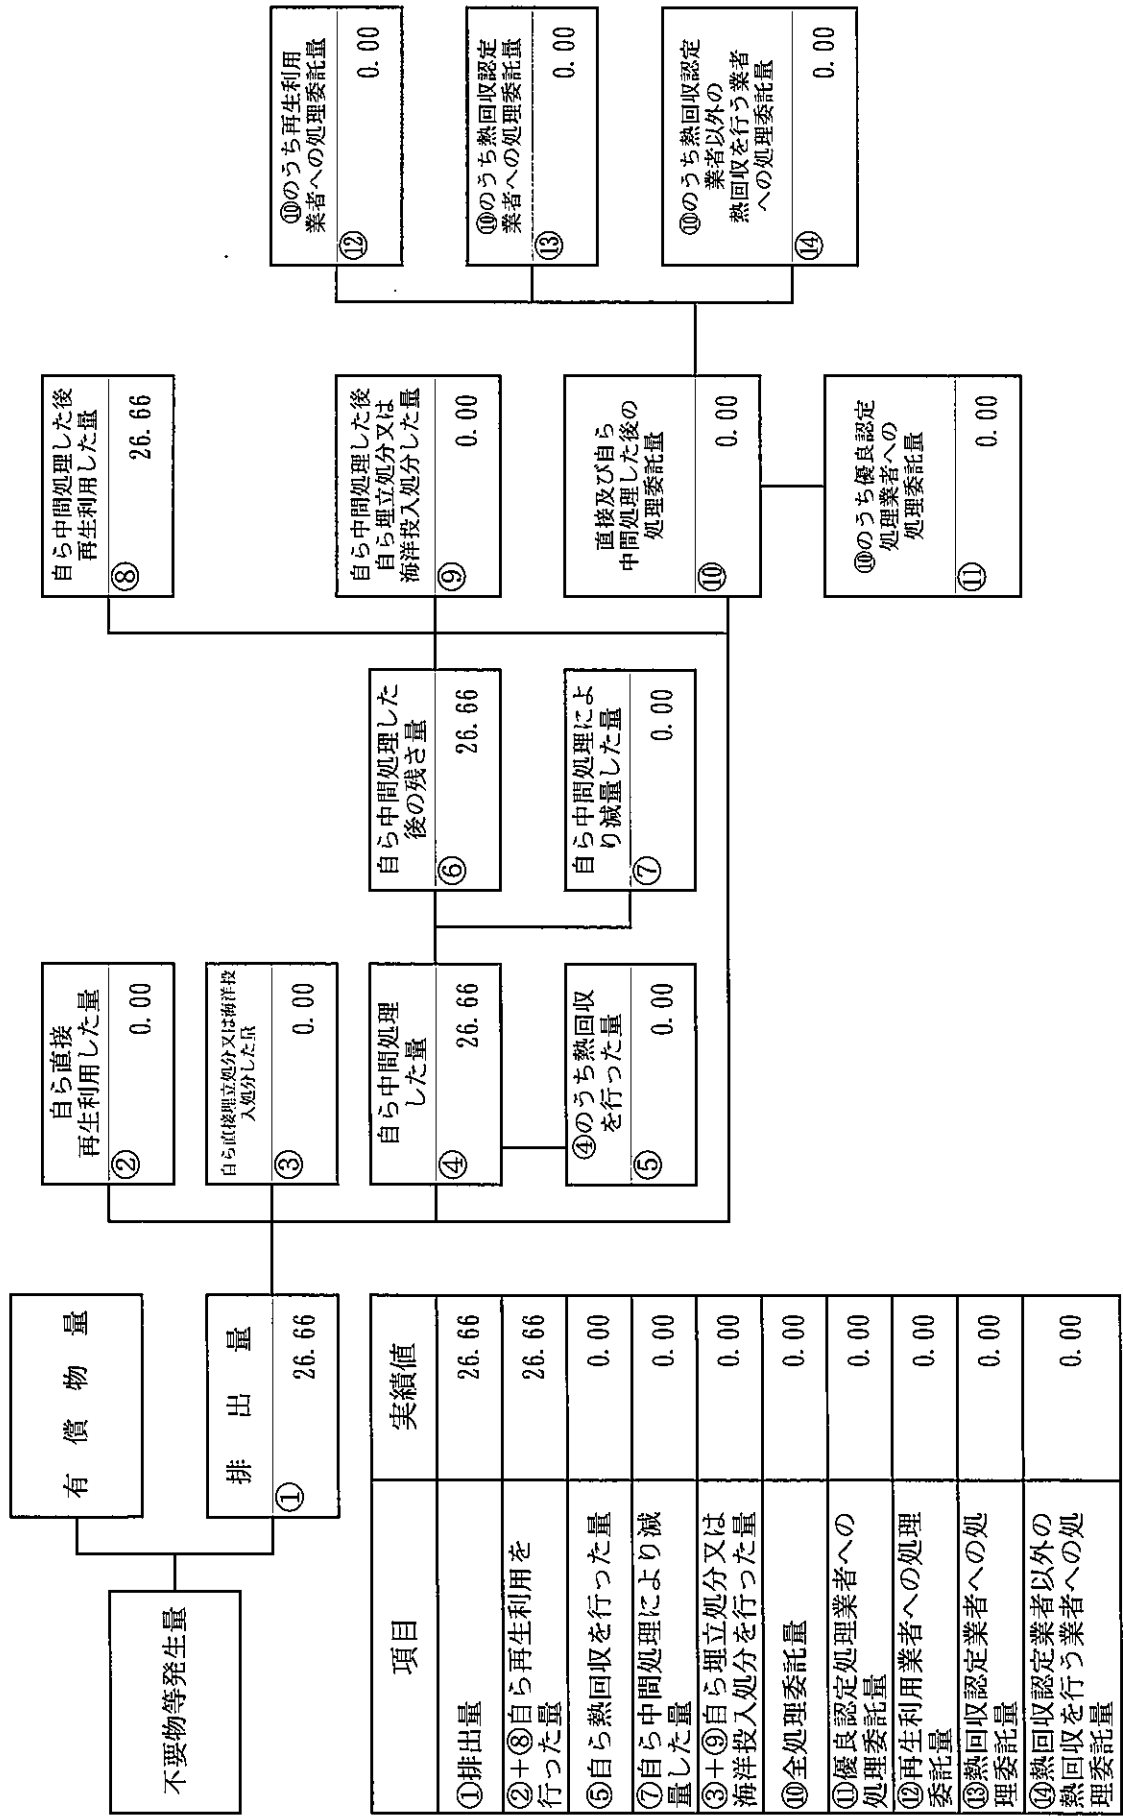 不要物等発生量
有償物量
排出量
①
26.66
自ら直接
再生利用した量
②
0.00
自ら直接埋立処分又は海洋投
入処分した量
③
0.00
自ら中間処理
した量
④
26.66
④のうち熱回収
を行った量
⑤
0.00
自ら中間処理した
後の残さ量
⑥
26.66
自ら中間処理によ
り減量した量
⑦
0.00
自ら中間処理した後
再生利用した量
⑧
26.66
自ら中間処理した後
自ら埋立処分又は
海洋投入処分した量
⑨
0.00
直接及び自ら
中間処理した後の
処理委託量
⑩
0.00
⑩のうち優良認定
処理業者への
処理委託量
⑪
0.00
⑩のうち再生利用
業者への処理委託量
⑫
0.00
⑩のうち熱回収認定
業者への処理委託量
⑬
0.00
⑩のうち熱回収認定
業者以外の
熱回収を行う業者
への処理委託量
⑭
0.00
項目
実績値
①排出量
26.66
②+⑧自ら再生利用を
行った量
26.66
⑤自ら熱回収を行った量
0.00
⑦自ら中間処理により減
量した量
0.00
③+⑨自ら埋立処分又は
海洋投入処分を行った量
0.00
⑩全処理委託量
0.00
⑪優良認定処理業者への
処理委託量
0.00
⑫再生利用業者への処理
委託量
0.00
⑬熱回収認定業者への処
理委託量
0.00
⑭熱回収認定業者以外の
熱回収を行う業者への処
理委託量
0.00